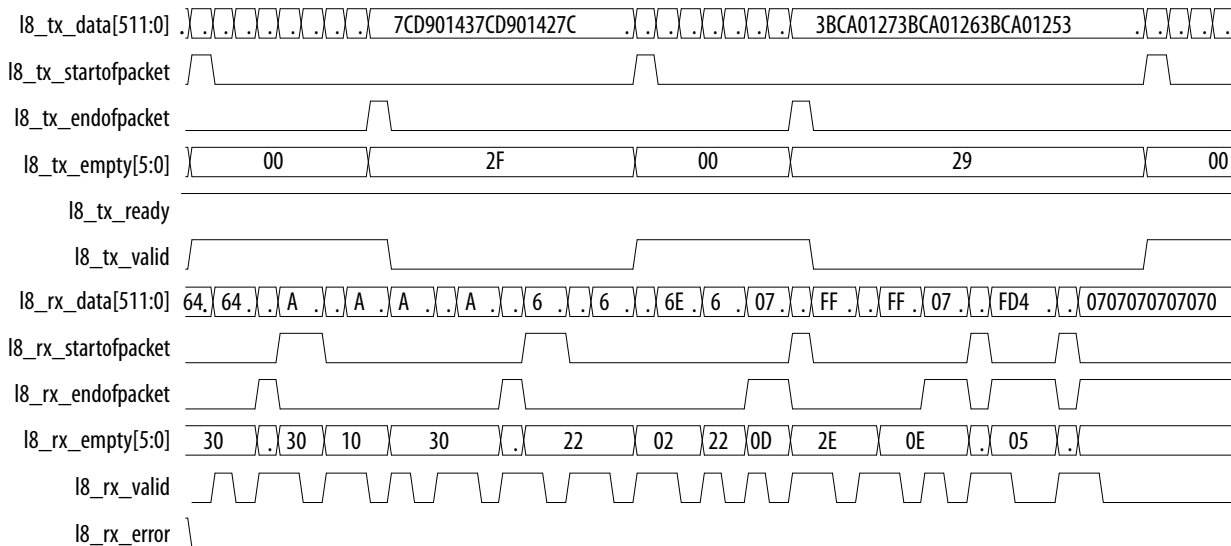 l8_tx_data[511:0] . . . . . . . . . 7CD901437CD901427C . . . . . . . . 3BCA01273BCA01263BCA01253 . . . . . .
l8_tx_startofpacket
l8_tx_endofpacket
l8_tx_empty[5:0] 00 2F 00 29 00
l8_tx_ready
l8_tx_valid
l8_rx_data[511:0] 64. 64 . . A . . A . A . . A . . 6 . . 6 . . 6E . 6 . 07. . FF . . FF . 07 . . FD4 . . 0707070707070
l8_rx_startofpacket
l8_rx_endofpacket
l8_rx_empty[5:0] 30 . 30 10 30 . 22 02 22 0D 2E 0E . 05 .
l8_rx_valid
l8_rx_error